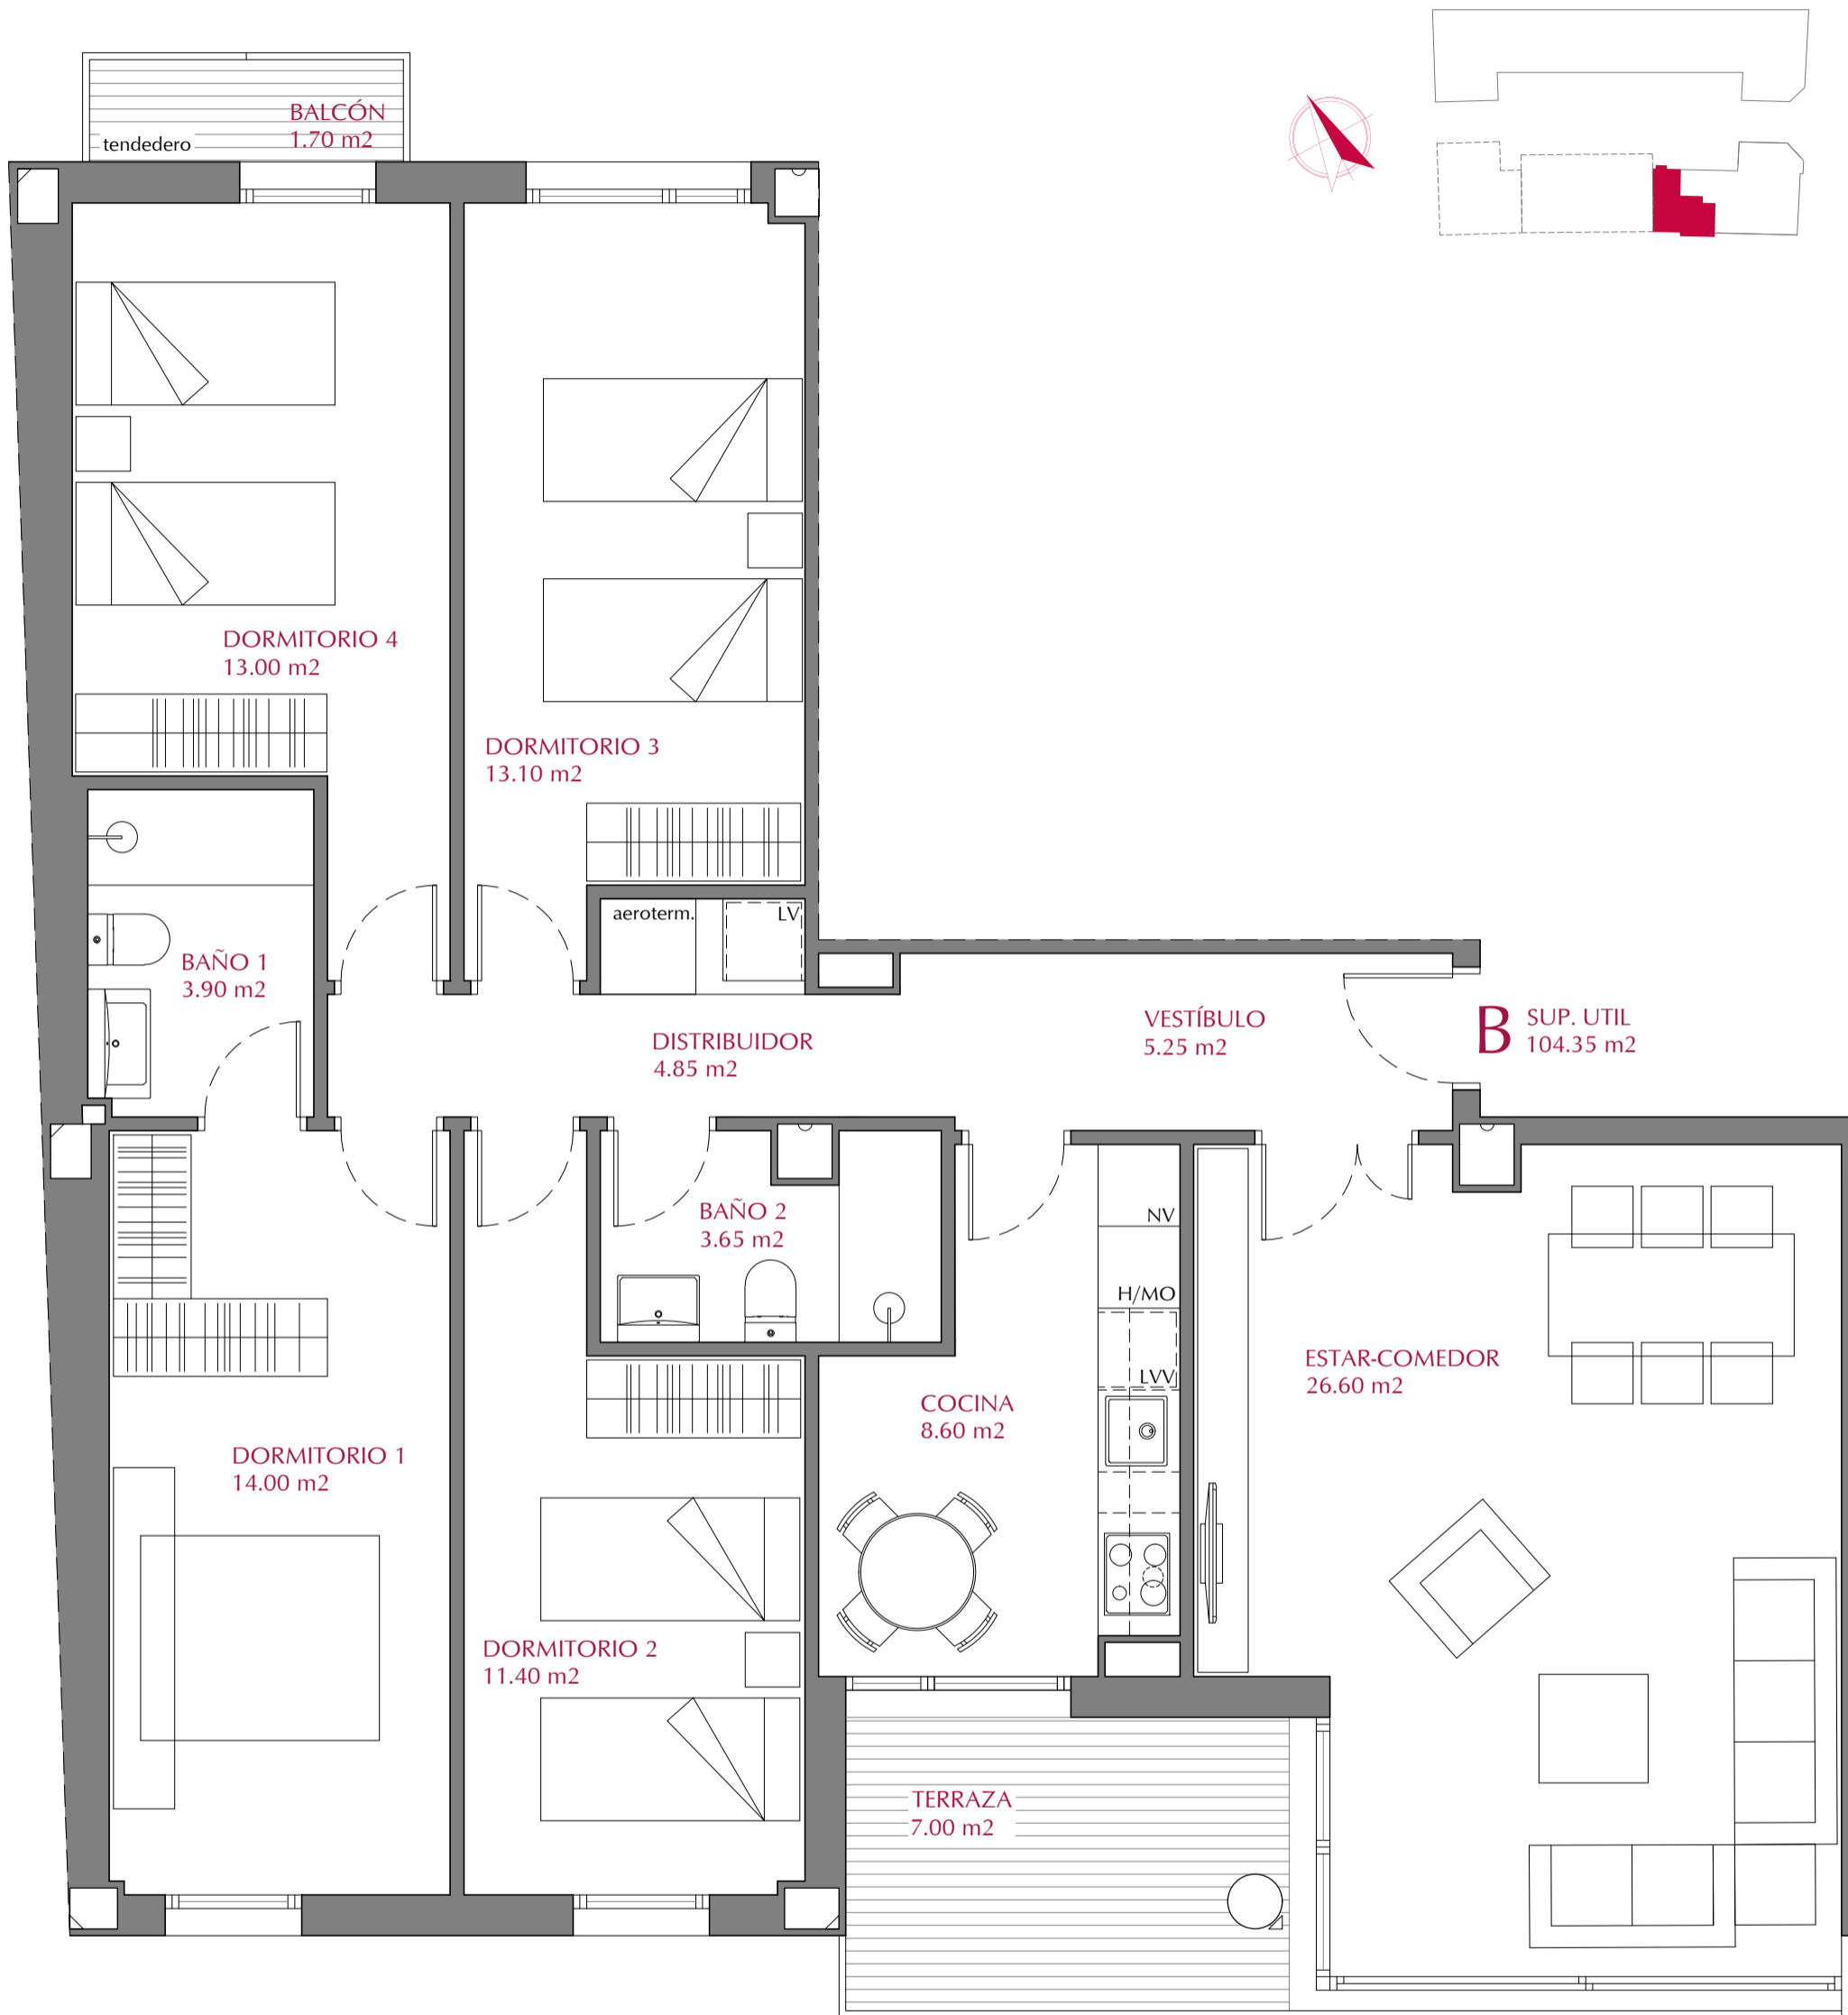 BALCÓN
1.70 m2
tendedero
DORMITORIO 4
13.00 m2
DORMITORIO 3
13.10 m2
aeroterm.
LV
BAÑO 1
3.90 m2
DISTRIBUIDOR
4.85 m2
VESTÍBULO
5.25 m2
B
SUP. UTIL
104.35 m2
BAÑO 2
3.65 m2
NV
H/MO
LVV
COCINA
8.60 m2
ESTAR-COMEDOR
26.60 m2
DORMITORIO 1
14.00 m2
DORMITORIO 2
11.40 m2
TERRAZA
7.00 m2